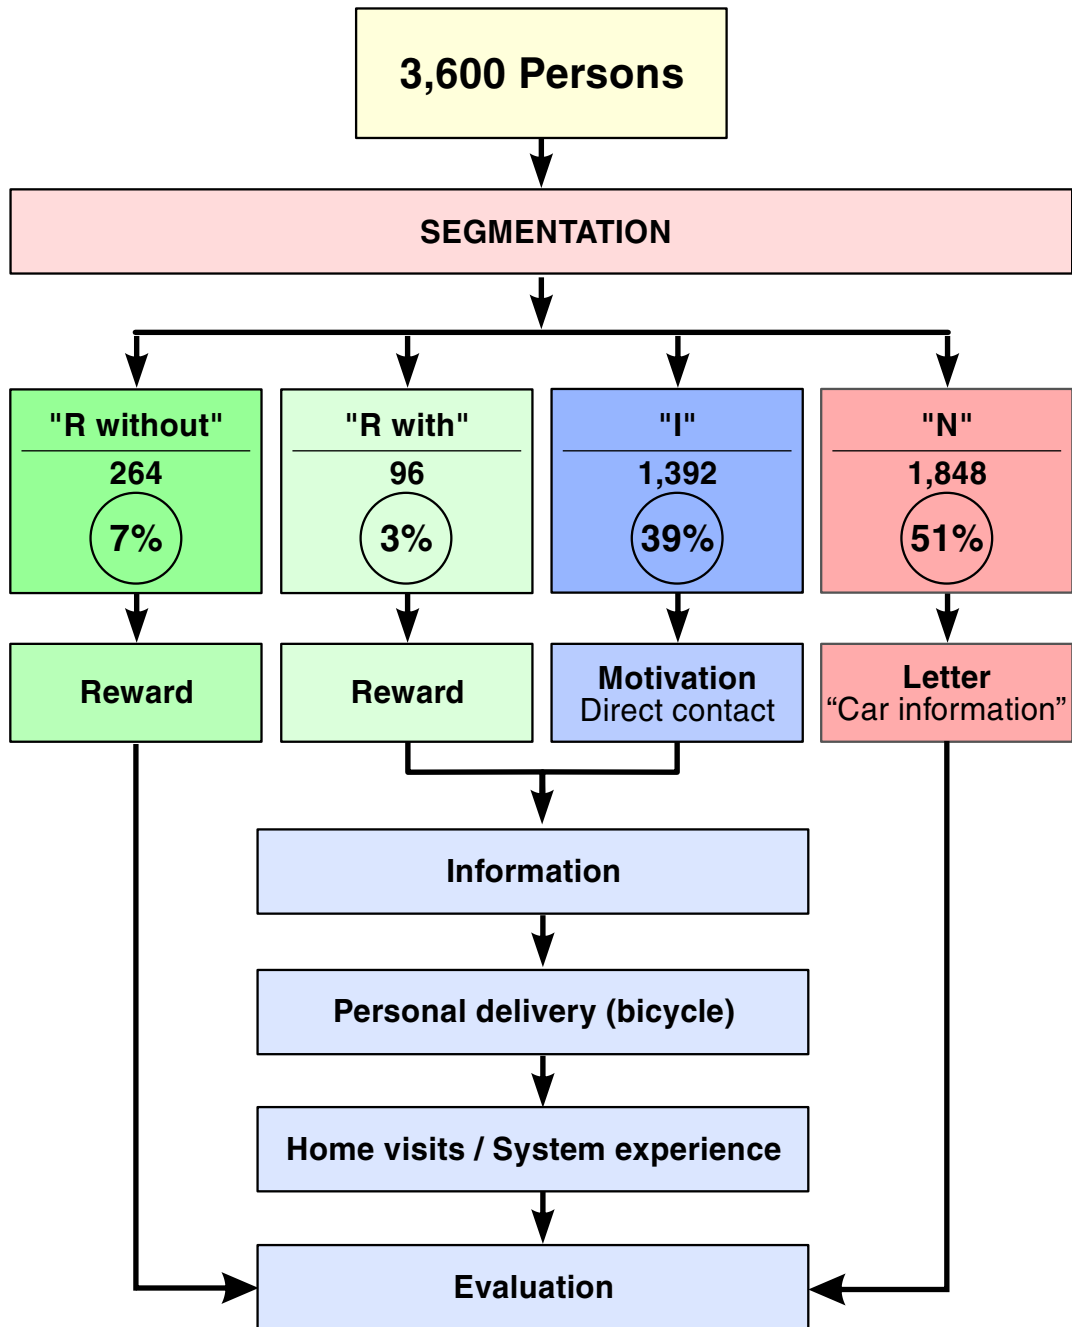 3,600 Persons
SEGMENTATION
"R without"
264
7%
"R with"
96
3%
"I"
1,392
39%
"N"
1,848
51%
Reward
Reward
Motivation
Direct contact
Letter
“Car information”
Information
Personal delivery (bicycle)
Home visits / System experience
Evaluation